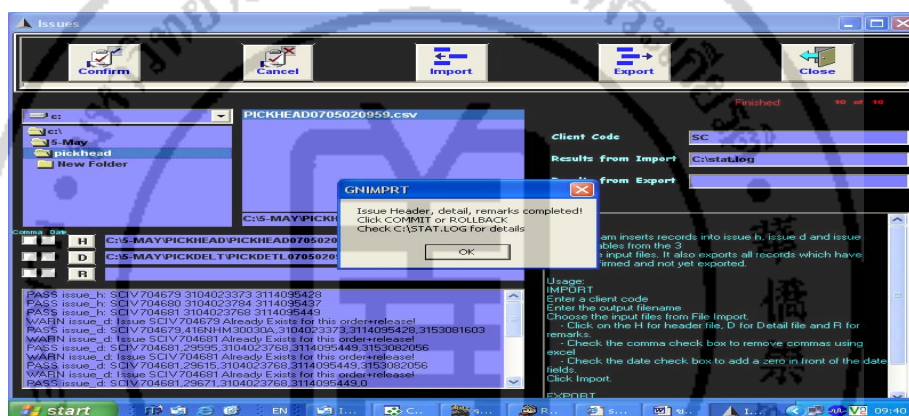 Issues
Confirm
Cancel
Import
Export
Close
Finished 10 of 10
c:
PICKHEAD0705020959.csv
c:\
5-May
pickhead
New Folder
Client Code
SC
Results from Import
C:\stat.log
from Export
GNIMPRT
Issue Header, detail, remarks completed!
Click COMMIT or ROLLBACK
Check C:\STAT.LOG for details
OK
C:\5-MAY\PICKH
Comma Date
H C:\5-MAY\PICKHEAD\PICKHEAD070502
D C:\5-MAY\PICKDELT\PICKDETL0705020
R
am inserts records into issue h, issue d and issue
ables from the 3
input files. It also exports all records which have
firmed and not yet exported.
Usage:
IMPORT
Enter a client code
Enter the output filename
Choose the input files from File Import.
- Click on the H for header file, D for Detail file and R for
remarks.
- Check the comma check box to remove commas using
excel
- Check the date check box to add a zero in front of the date
fields.
Click Import.
EXPORT
PASS issue_h: SCIV704679 3104023373 3114095428
PASS issue_h: SCIV704680 3104023784 3114095437
PASS issue_h: SCIV704681 3104023768 3114095449
WARN issue_d: Issue SCIV704679 Already Exists for this order+release!
PASS issue_d: SCIV704679,416NHM30030A,3104023373,3114095428,3153081603
WARN issue_d: Issue SCIV704681 Already Exists for this order+release!
PASS issue_d: SCIV704681,29595,3104023768,3114095449,3153082056
WARN issue_d: Issue SCIV704681 Already Exists for this order+release!
PASS issue_d: SCIV704681,29615,3104023768,3114095449,3153082056
WARN issue_d: Issue SCIV704681 Already Exists for this order+release!
PASS issue_d: SCIV704681,29671,3104023768,3114095449,0
start
EN
09:40